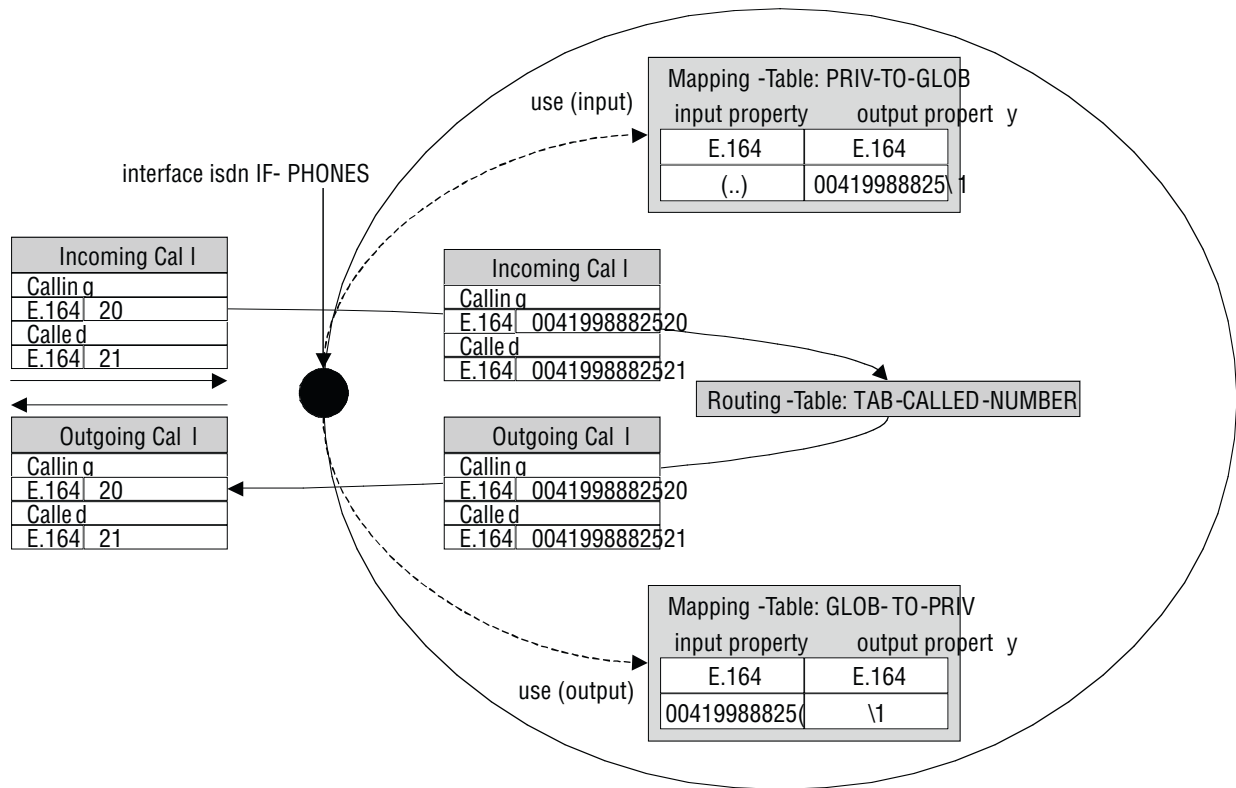 Mapping -Table: PRIV-TO-GLOB
input property output propert y
E.164 E.164
(..) 00419988825\ 1
use (input)
interface isdn IF- PHONES
Incoming Cal l
Callin g
E.164 20
Calle d
E.164 21
Incoming Cal l
Callin g
E.164 0041998882520
Calle d
E.164 0041998882521
Routing -Table: TAB-CALLED-NUMBER
Outgoing Cal l
Callin g
E.164 20
Calle d
E.164 21
Outgoing Cal l
Callin g
E.164 0041998882520
Calle d
E.164 0041998882521
Mapping -Table: GLOB- TO-PRIV
input property output propert y
E.164 E.164
00419988825( \1
use (output)